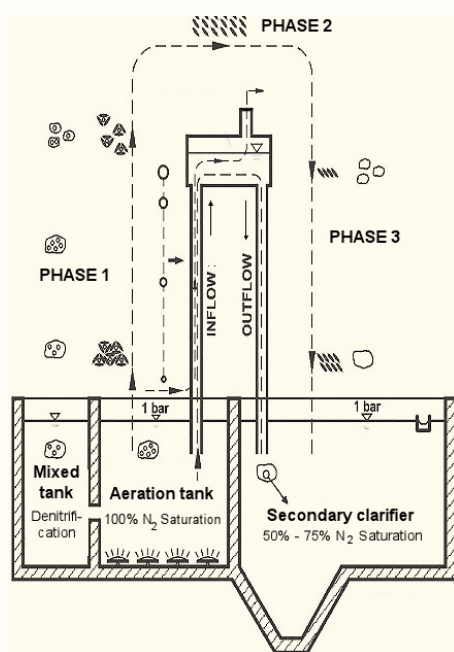 PHASE 2
PHASE 1
PHASE 3
INFLOW
OUTFLOW
1 bar
1 bar
Mixed
tank
Denitrifi-
cation
Aeration tank
100% N2 Saturation
Secondary clarifier
50% - 75% N2 Saturation